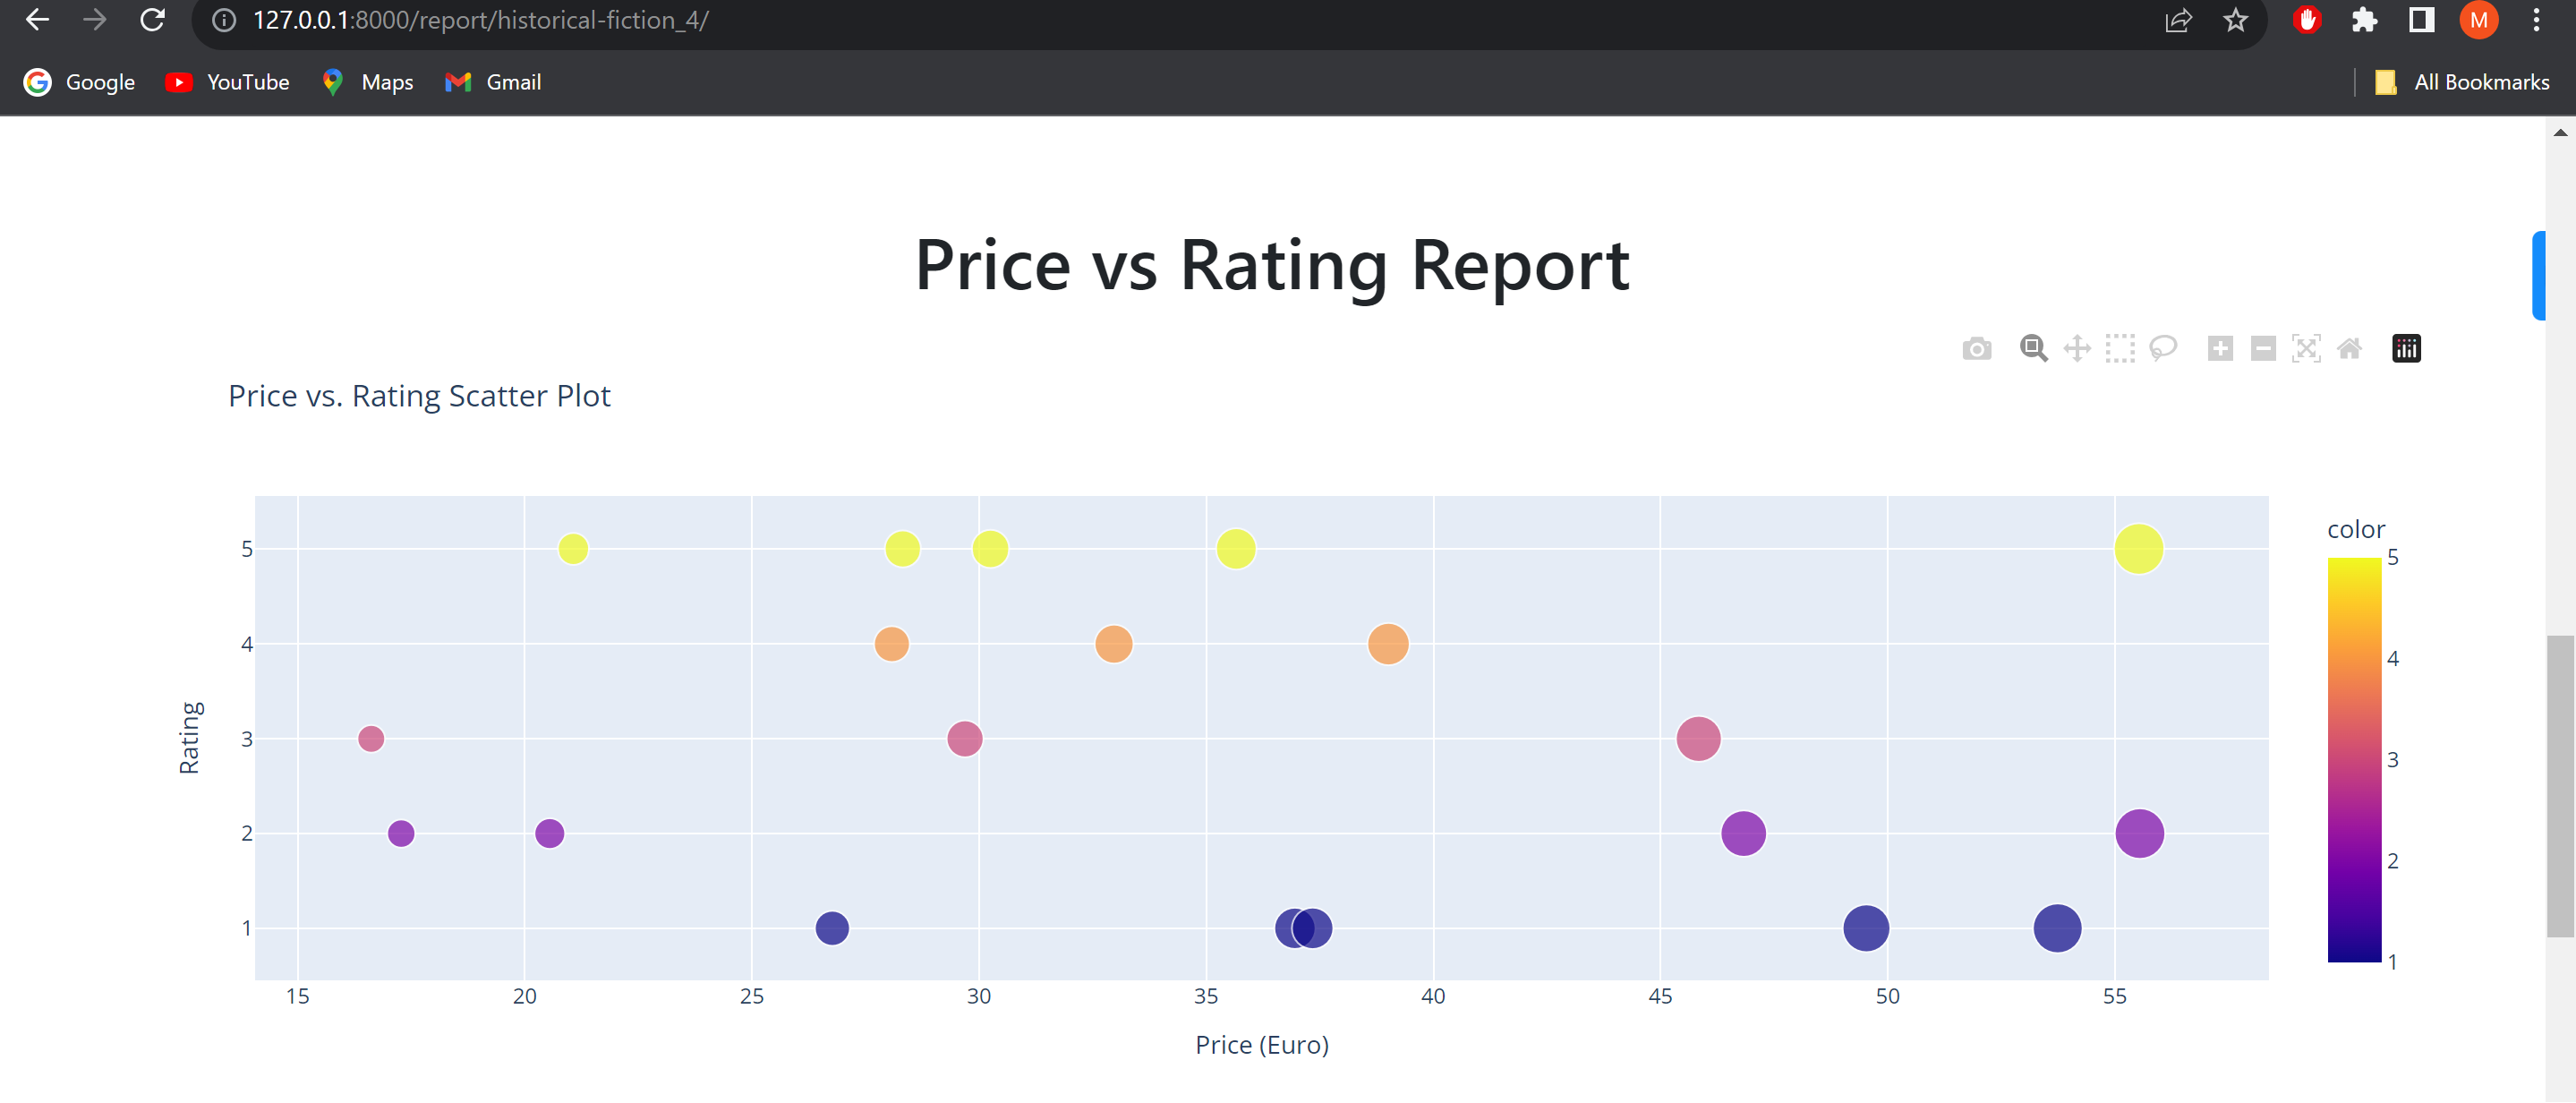 127.0.0.1:8000/report/historical-fiction_4/
M
Google YouTube Maps Gmail All Bookmarks
Price vs Rating Report
Price vs. Rating Scatter Plot
color
5
4
3
2
1
Rating
5
4
3
2
1
15 20 25 30 35 40 45 50 55
Price (Euro)